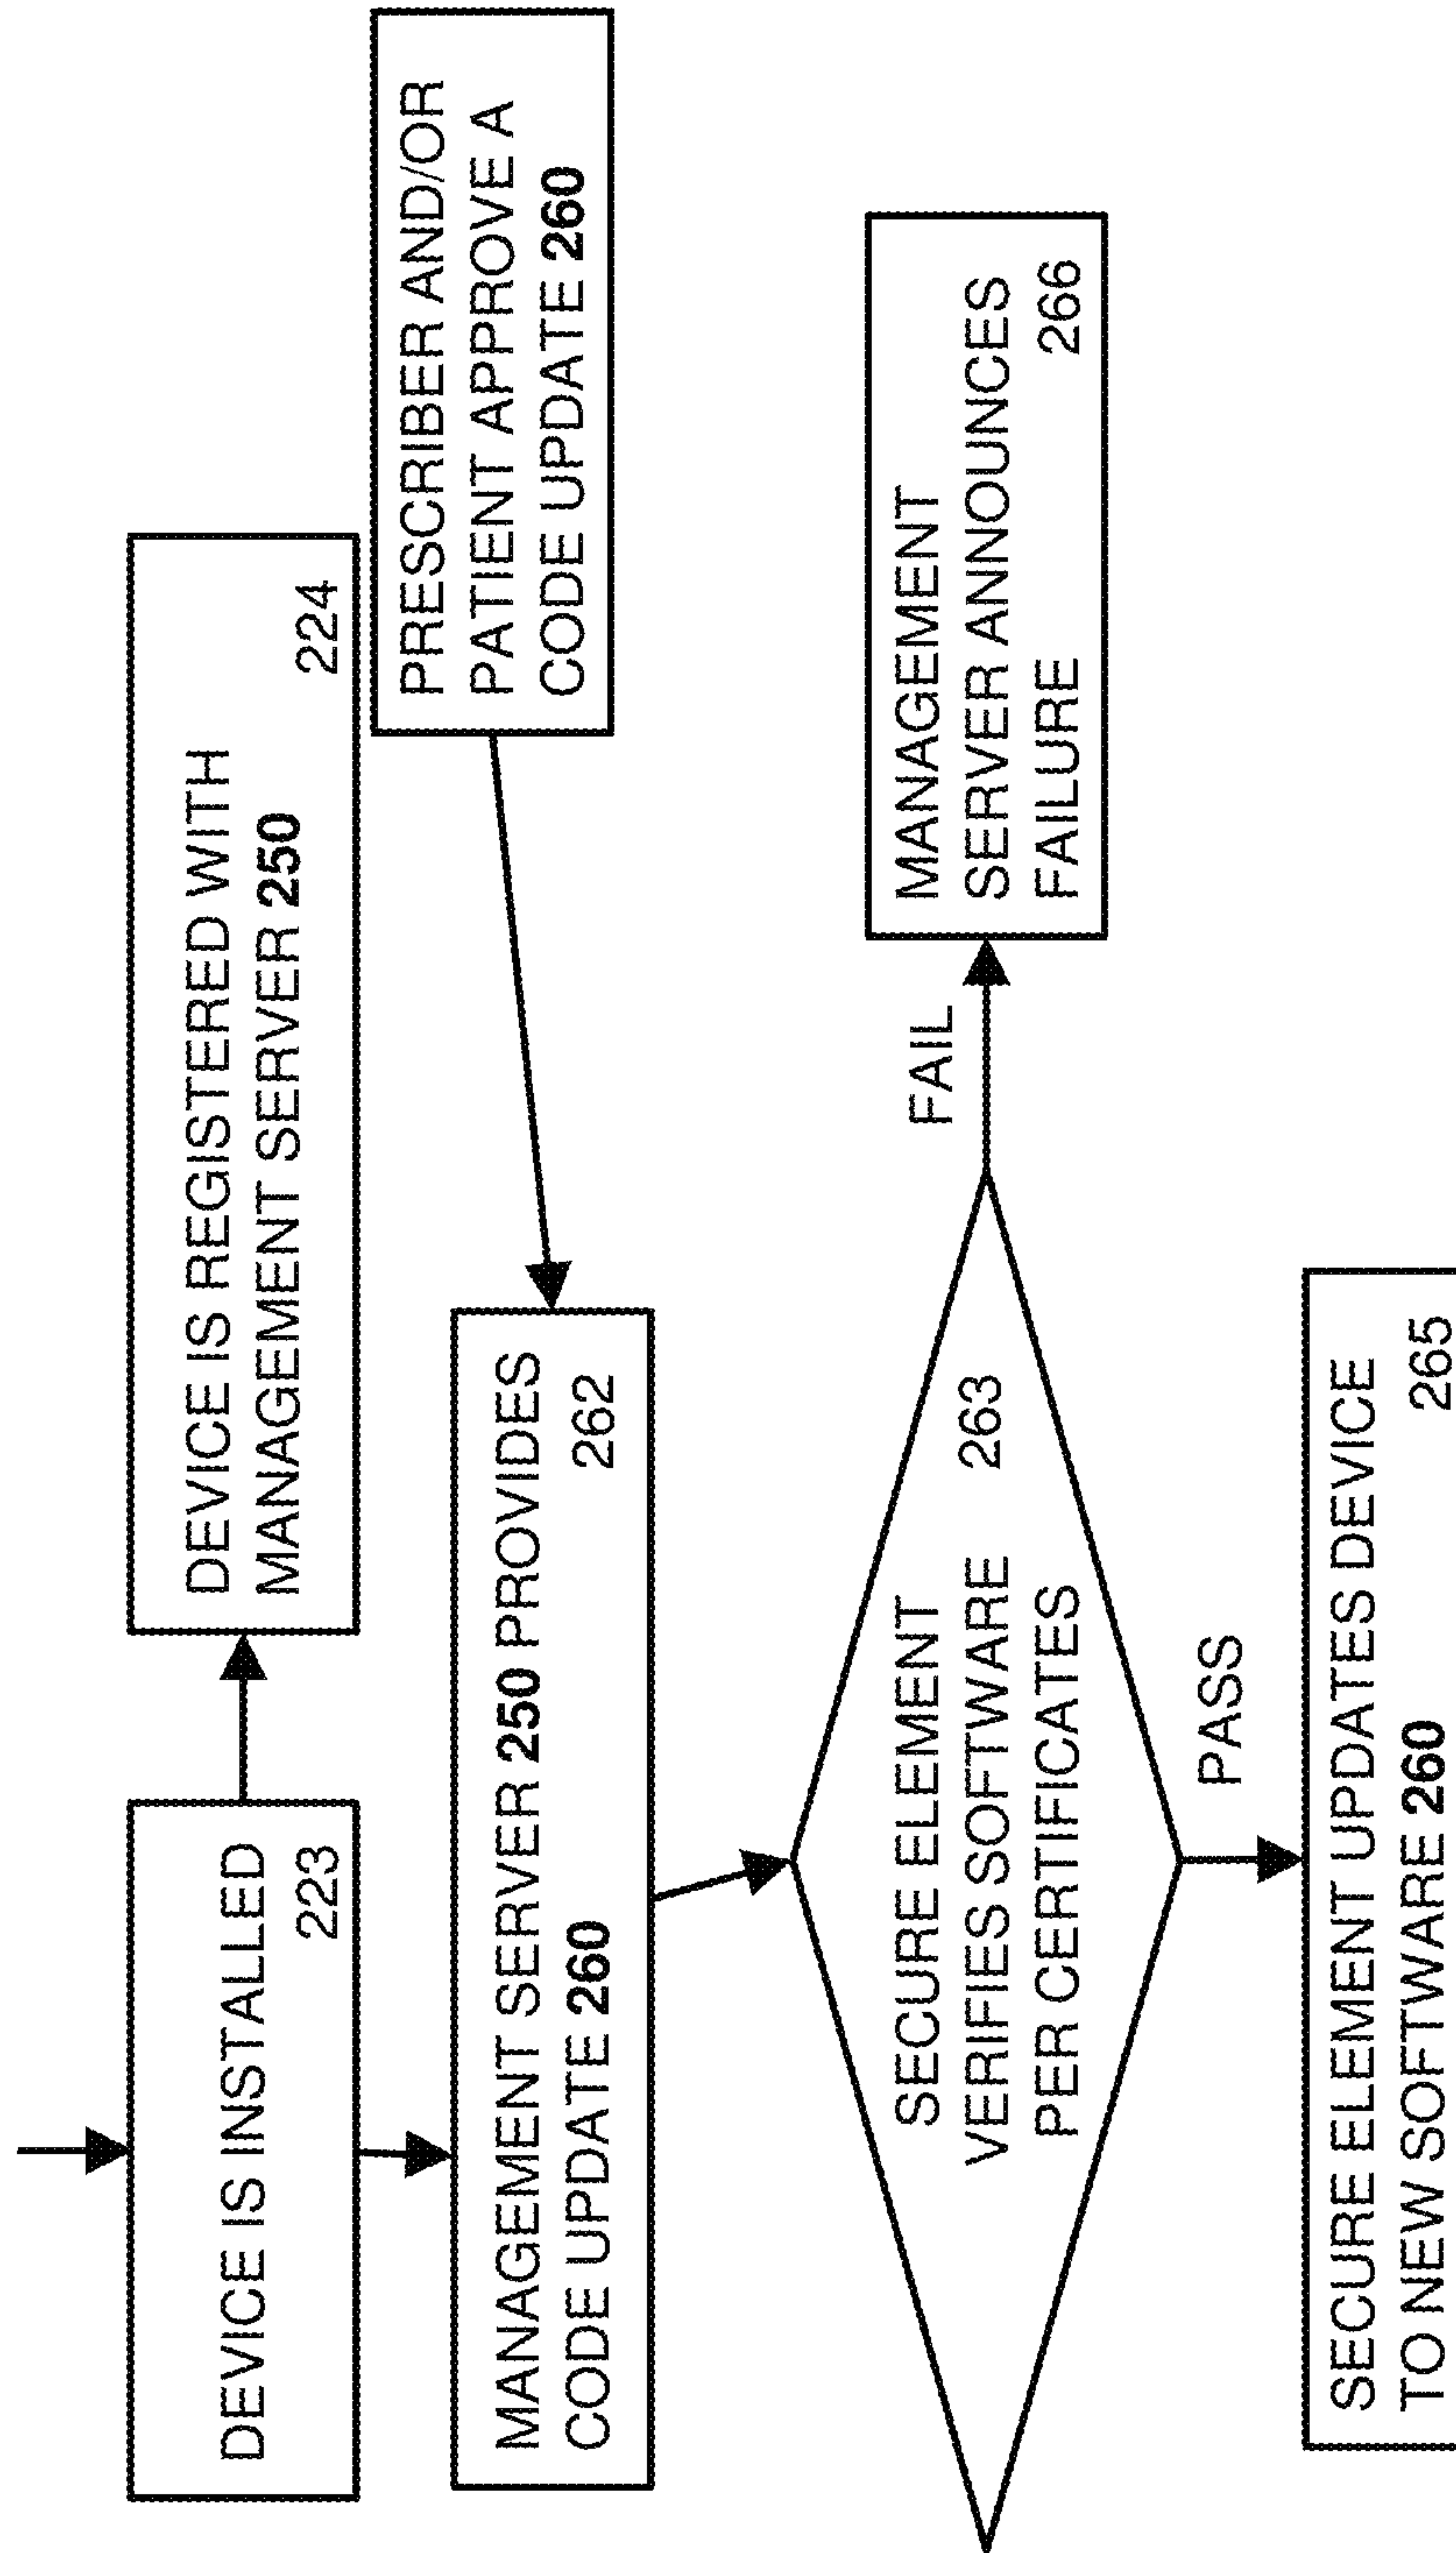 DEVICE IS INSTALLED
223
DEVICE IS REGISTERED WITH
MANAGEMENT SERVER 250
224
PRESCRIBER AND/OR
PATIENT APPROVE A
CODE UPDATE 260
MANAGEMENT SERVER 250 PROVIDES
CODE UPDATE 260 262
SECURE ELEMENT
VERIFIES SOFTWARE 263
PER CERTIFICATES
FAIL
MANAGEMENT
SERVER ANNOUNCES
FAILURE 266
PASS
SECURE ELEMENT UPDATES DEVICE
TO NEW SOFTWARE 260 265